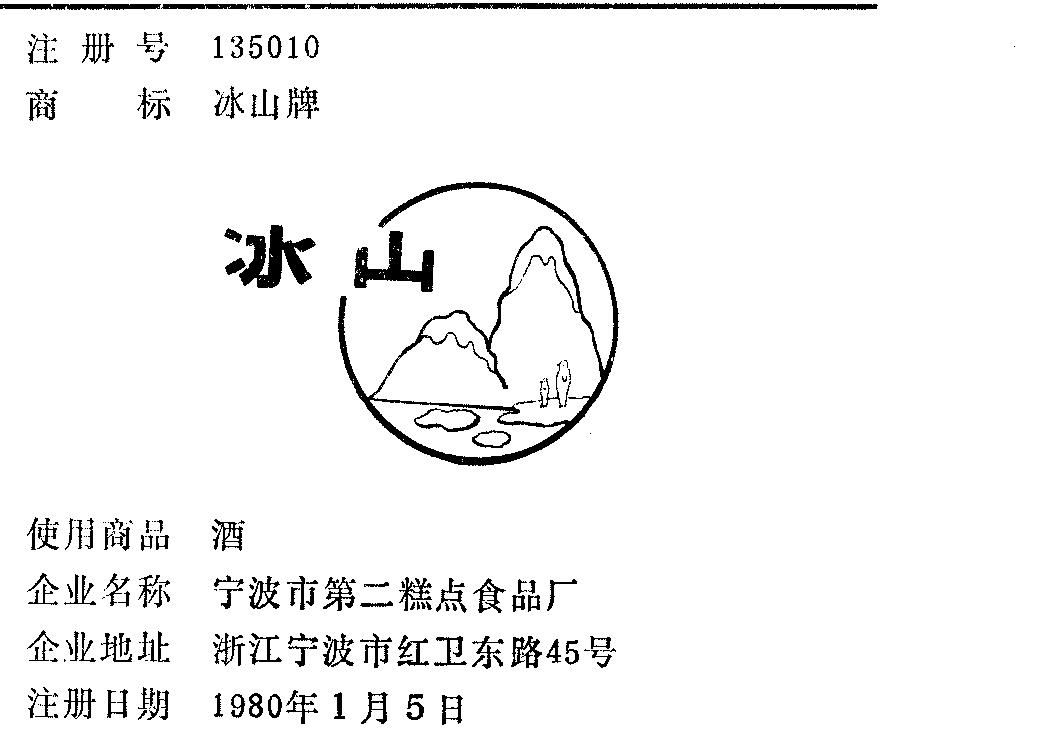 注册号 135010
商标 冰山牌
冰山
使用商品 酒
企业名称 宁波市第二糕点食品厂
企业地址 浙江宁波市红卫东路45号
注册日期 1980年1月5日